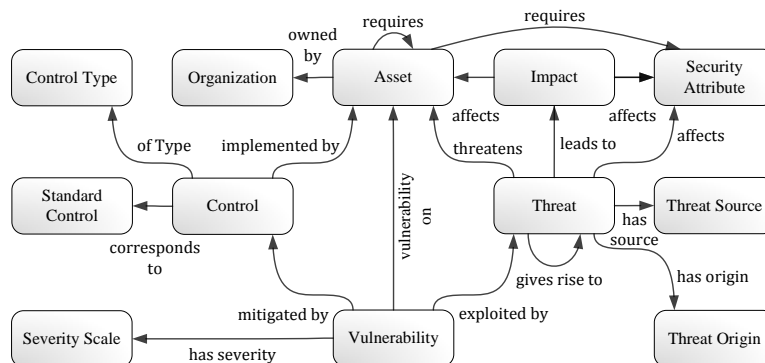 requires
requires
owned
by
Control Type
Organization
Asset
Impact
Security
Attribute
affects
affects
affects
of Type
implemented by
threatens
leads to
vulnerability
on
Standard
Control
Control
Threat
Threat Source
has
source
corresponds
to
gives rise to
has origin
mitigated by
exploited by
Severity Scale
has severity
Vulnerability
Threat Origin